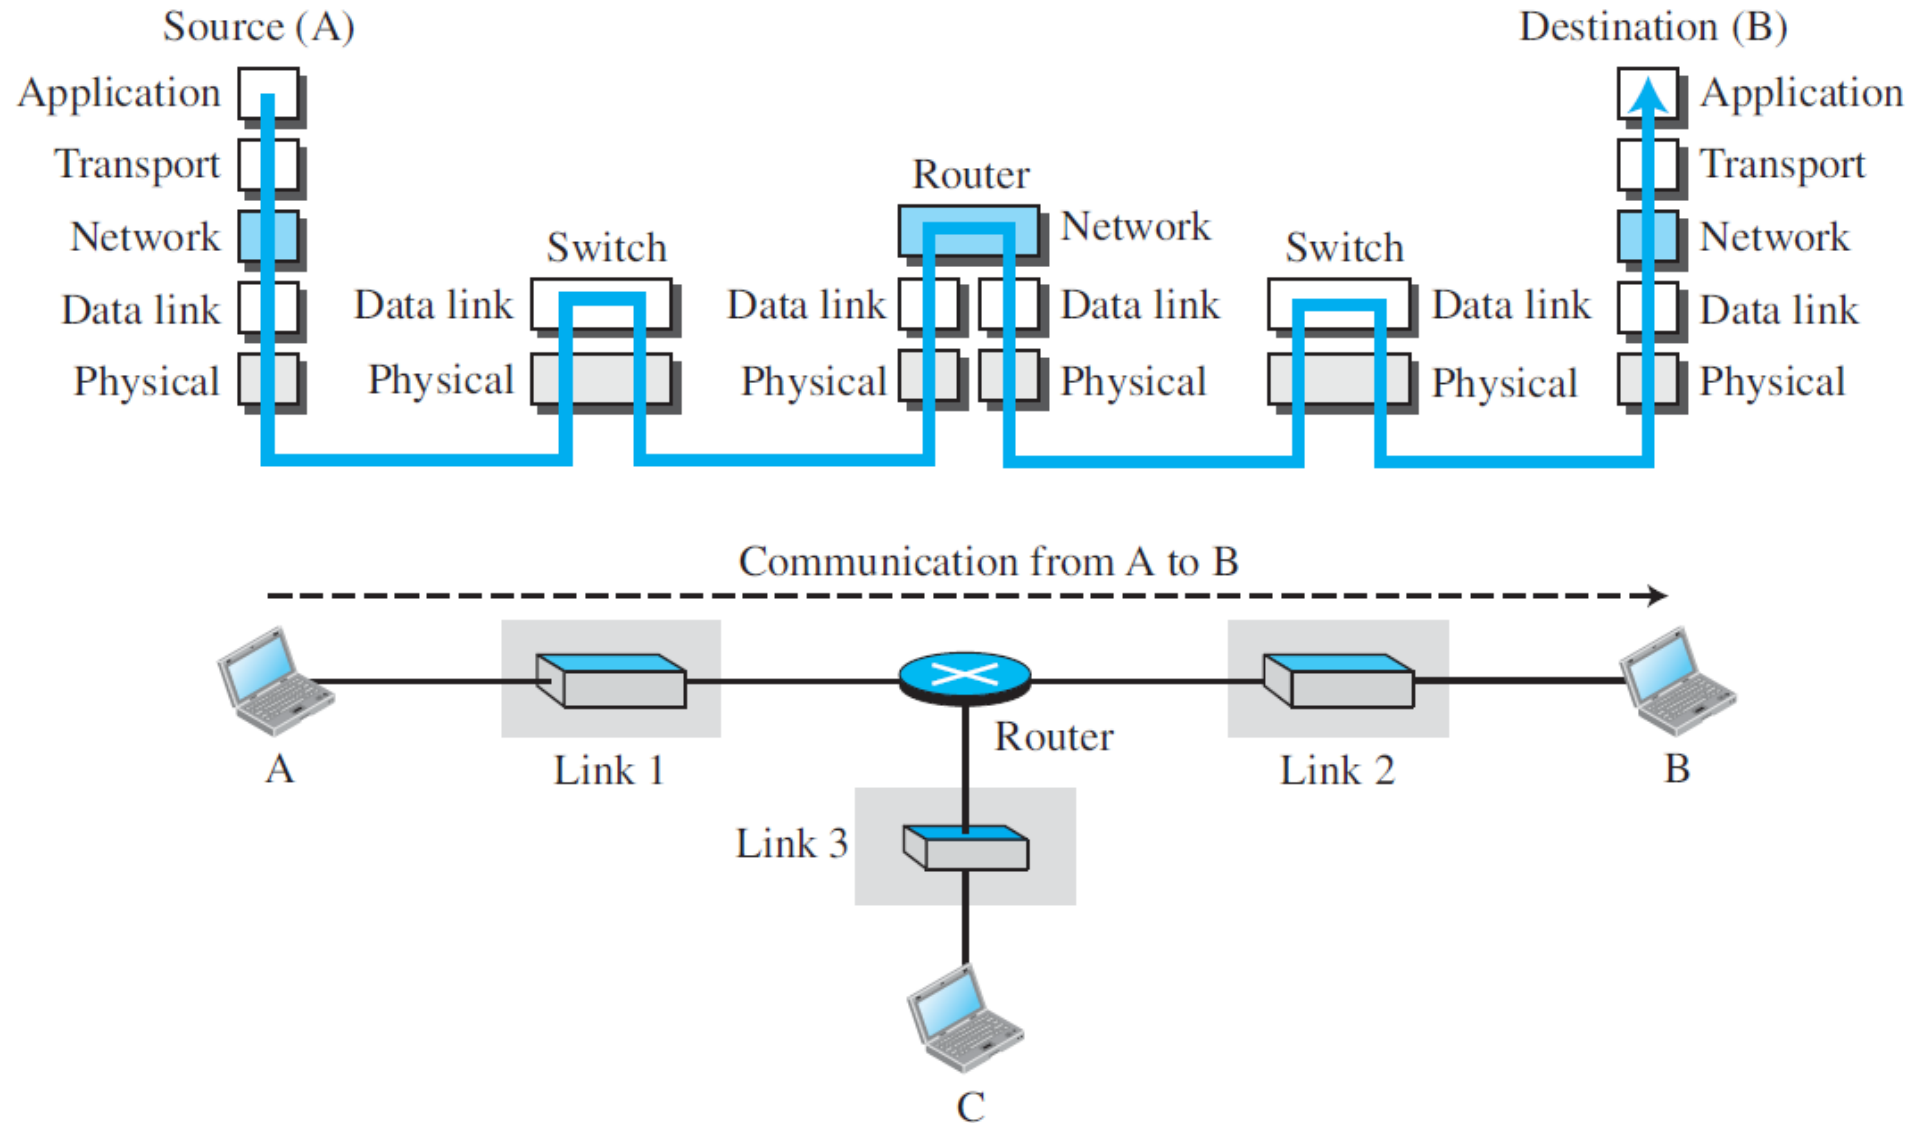 Source (A)
Destination (B)
Application
Application
Transport
Transport
Router
Network
Network
Network
Switch
Switch
Data link
Data link
Data link
Data link
Data link
Data link
Physical
Physical
Physical
Physical
Physical
Physical
Communication from A to B
Router
A
Link 1
Link 2
B
Link 3
C